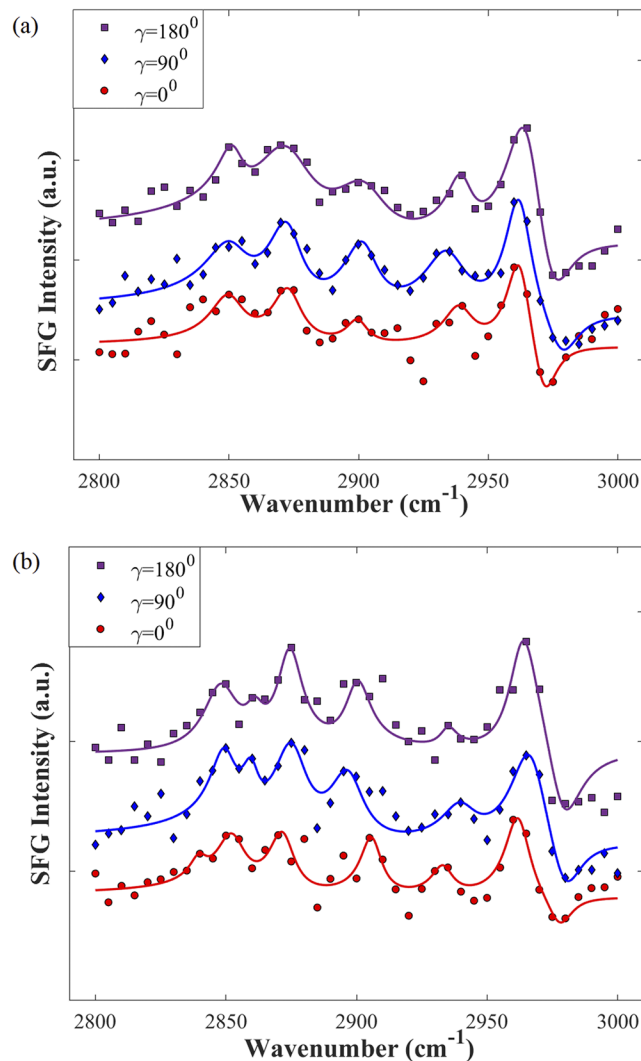 (a)
γ=180⁰
γ=90⁰
γ=0⁰
SFG Intensity (a.u.)
2800 2850 2900 2950 3000
Wavenumber (cm⁻¹)
(b)
γ=180⁰
γ=90⁰
γ=0⁰
SFG Intensity (a.u.)
2800 2850 2900 2950 3000
Wavenumber (cm⁻¹)